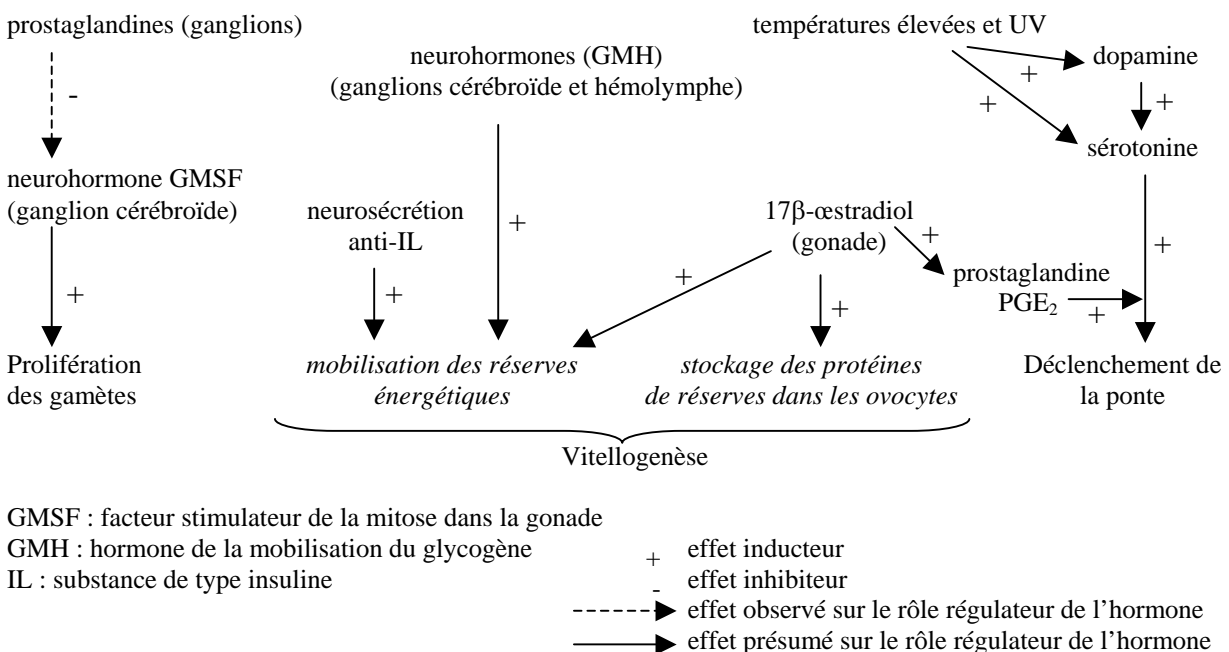 prostaglandines (ganglions)
températures élevées et UV
neurohormones (GMH)
(ganglions cérébroïde et hémolymphe)
dopamine
+
+
-
+
sérotonine
neurohormone GMSF
(ganglion cérébroïde)
neurosécrétion
anti-IL
+
17β-œstradiol
(gonade)
+
+
prostaglandine
PGE₂
+
+
+
+
+
+
Prolifération
des gamètes
mobilisation des réserves
énergétiques
stockage des protéines
de réserves dans les ovocytes
Déclenchement de
la ponte
Vitellogenèse
GMSF : facteur stimulateur de la mitose dans la gonade
GMH : hormone de la mobilisation du glycogène
IL : substance de type insuline
+ effet inducteur
- effet inhibiteur
effet observé sur le rôle régulateur de l'hormone
effet présumé sur le rôle régulateur de l'hormone